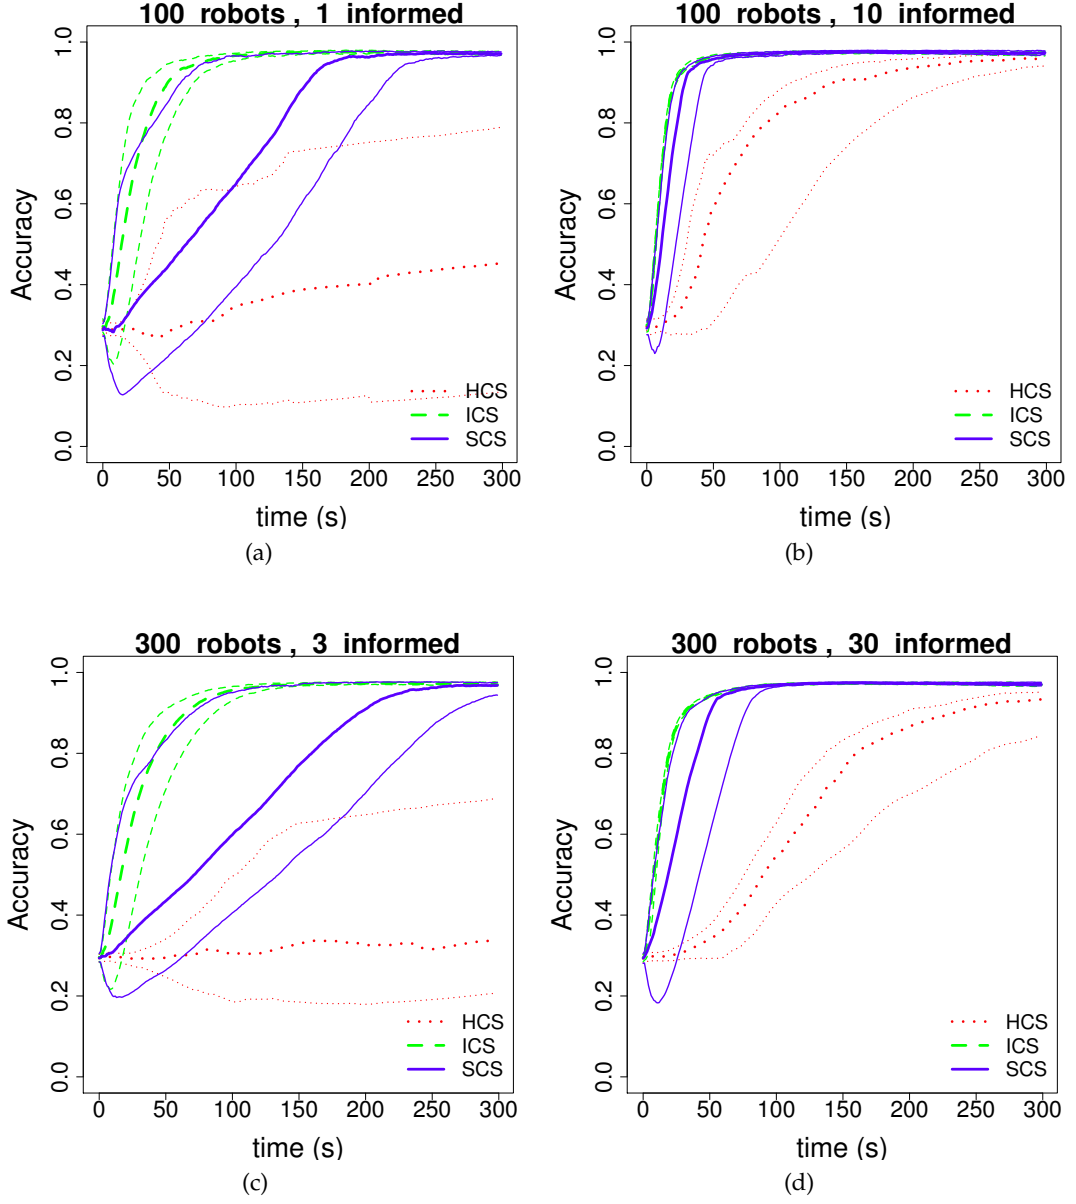 100 robots , 1 informed
1.0
0.8
0.6
0.4
0.2
0.0
Accuracy
HCS
ICS
SCS
0 50 100 150 200 250 300
time (s)
(a)
100 robots , 10 informed
1.0
0.8
0.6
0.4
0.2
0.0
Accuracy
HCS
ICS
SCS
0 50 100 150 200 250 300
time (s)
(b)
300 robots , 3 informed
1.0
0.8
0.6
0.4
0.2
0.0
Accuracy
HCS
ICS
SCS
0 50 100 150 200 250 300
time (s)
(c)
300 robots , 30 informed
1.0
0.8
0.6
0.4
0.2
0.0
Accuracy
HCS
ICS
SCS
0 50 100 150 200 250 300
time (s)
(d)